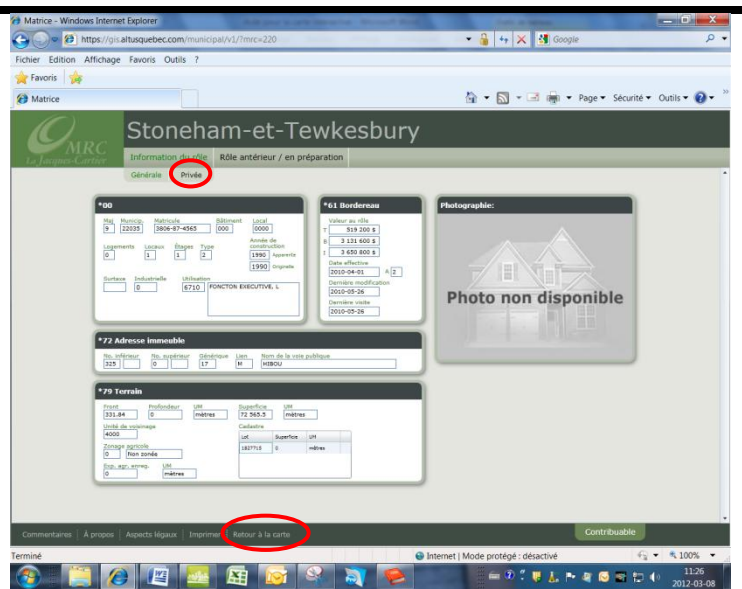 Matrice - Windows Internet Explorer
https://gis.altusquebec.com/municipal/v1/?mrc=220
Google
Fichier Edition Affichage Favoris Outils ?
Favoris
Matrice
Page Sécurité Outils
MRC
La Jacques-Cartier
Stoneham-et-Tewkesbury
Information du rôle Rôle antérieur / en préparation
Générale Privée
*00
Maj Municip. Matricule Bâtiment Local
9 22035 3806-87-4565 000 0000
Logements Locaux Étages Type Année de construction
0 1 1 2 1990 Apparente
1990 Originale
Surtaxe Industrielle Utilisation
0 6710 FONCTON EXECUTIVE, L
*61 Bordereau
Valeur au rôle
T 519 200 $
B 3 131 600 $
I 3 650 800 $
Date effective
2010-04-01 A 2
Dernière modification
2010-05-26
Dernière visite
2010-05-26
Photographie:
Photo non disponible
*72 Adresse immeuble
No. inférieur No. supérieur Générique Lien Nom de la voie publique
325 0 17 H HIBOU
*79 Terrain
Front Profondeur UM Superficie UM
331.84 0 mètres 72 565.5 mètres
Unité de voisinage Cadastre
4000
Lot Superficie UM
1827715 0 mètres
Zonage agricole
0 Non zonée
Exp. agr. enreg. UM
0 mètres
Commentaires | À propos | Aspects légaux | Imprimer | Retour à la carte
Contribuable
Terminé
Internet | Mode protégé : désactivé
100%
11:26
2012-03-08